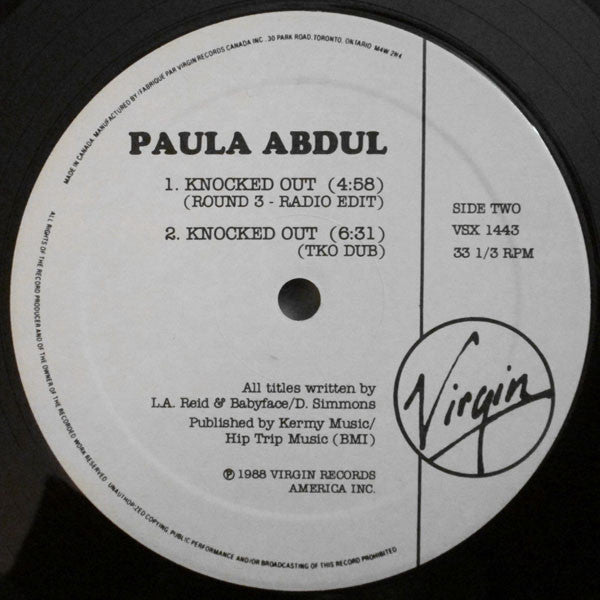 MADE IN CANADA. MANUFACTURED BY/FABRIQUE PAR VIRGIN RECORDS CANADA INC., 30 PARK ROAD, TORONTO, ONTARIO M4W 2N4
PAULA ABDUL
1. KNOCKED OUT (4:58)
(ROUND 3 - RADIO EDIT)
2. KNOCKED OUT (6:31)
(TKO DUB)
SIDE TWO
VSX 1443
33 1/3 RPM
Virgin
All titles written by
L.A. Reid & Babyface/D. Simmons
Published by Kermy Music/
Hip Trip Music (BMI)
℗ 1988 VIRGIN RECORDS
AMERICA INC.
ALL RIGHTS OF THE RECORD PRODUCER AND OF THE OWNER OF THE RECORDED WORK RESERVED. UNAUTHORIZED COPYING, PUBLIC PERFORMANCE AND/OR BROADCASTING OF THIS RECORD PROHIBITED